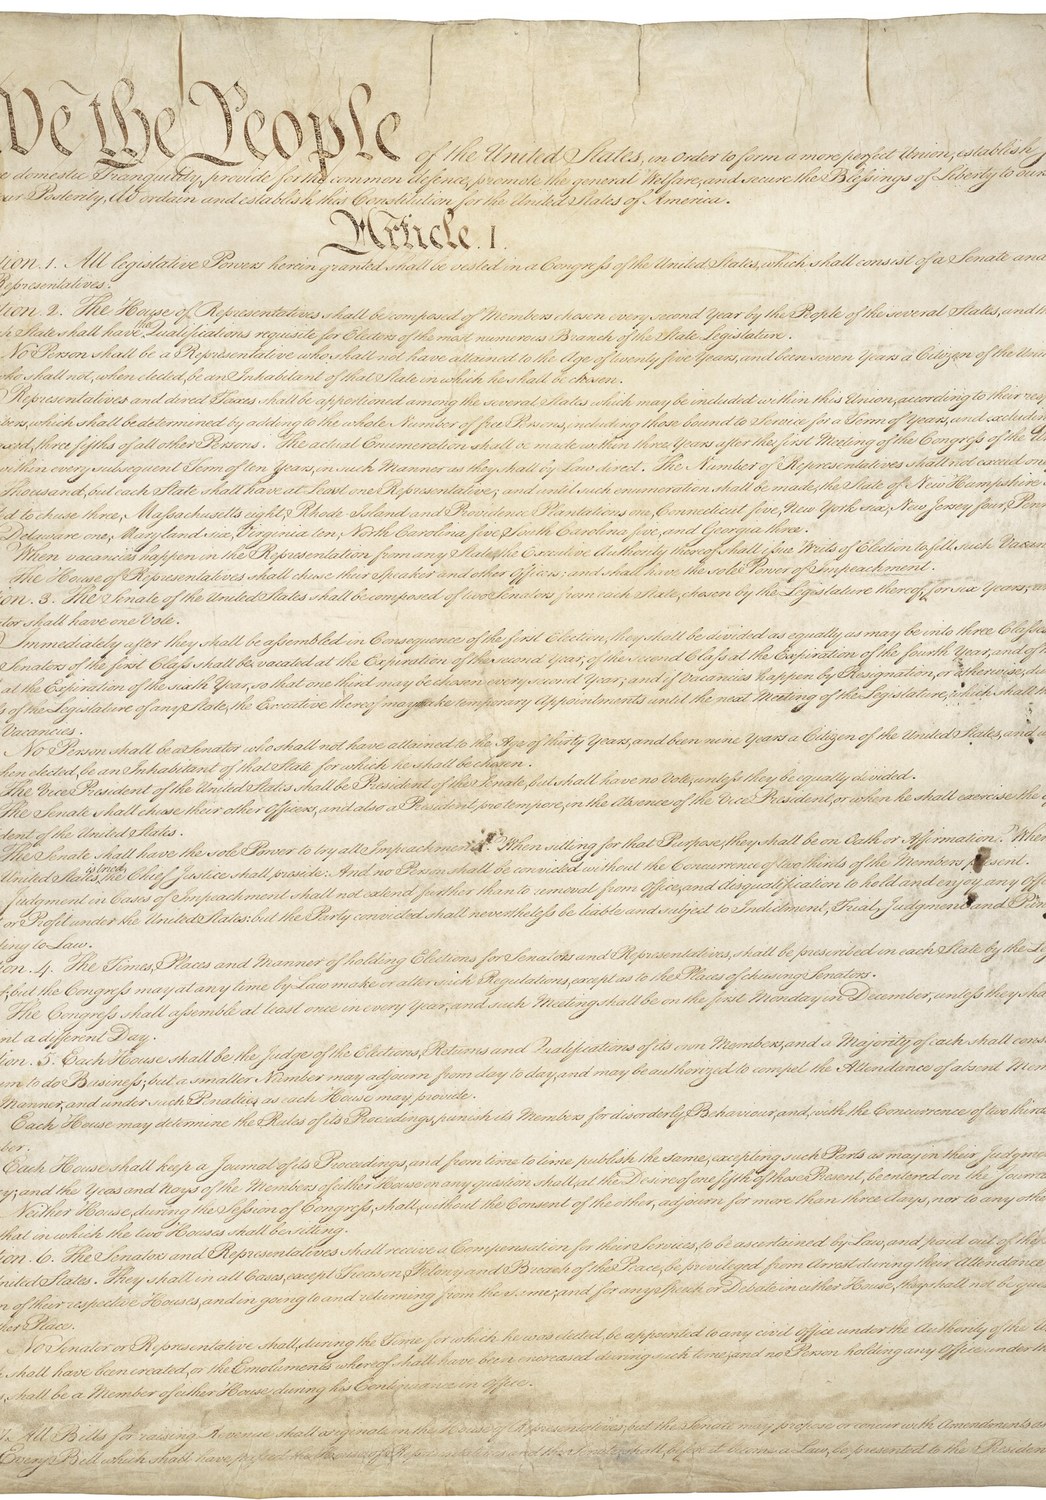 We the People of the United States, in Order to form a more perfect Union, establish
domestic Tranquility, provide for the common defence, promote the general Welfare, and secure the Blessings of Liberty to our
our Posterity, do ordain and establish this Constitution for the United States of America.
Article. I.
tion. 1. All legislative Powers herein granted shall be vested in a Congress of the United States, which shall consist of a Senate and
Representatives.
tion. 2. The House of Representatives shall be composed of Members chosen every second Year by the People of the several States, and
State shall have the Qualifications requisite for Electors of the most numerous Branch of the State Legislature.
No Person shall be a Representative who shall not have attained to the Age of twenty five Years, and been seven Years a Citizen of the Uni
who shall not, when elected, be an Inhabitant of that State in which he shall be chosen.
Representatives and direct Taxes shall be apportioned among the several States which may be included within this Union, according to their resp
bers, which shall be determined by adding to the whole Number of free Persons, including those bound to Service for a Term of Years, and excluding
axed, three fifths of all other Persons. The actual Enumeration shall be made within three Years after the first Meeting of the Congress of the Un
within every subsequent Term of ten Years, in such Manner as they shall by Law direct. The Number of Representatives shall not exceed on
Thousand, but each State shall have at Least one Representative; and until such enumeration shall be made, the State of New Hampshire
ed to chuse three, Massachusetts eight, Rhode Island and Providence Plantations one, Connecticut five, New York six, New Jersey four, Penn
Delaware one, Maryland six, Virginia ten, North Carolina five, South Carolina five, and Georgia three.
When vacancies happen in the Representation from any State, the Executive Authority thereof shall issue Writs of Election to fill such Vacan
The House of Representatives shall chuse their Speaker and other Officers; and shall have the sole Power of Impeachment.
ion. 3. The Senate of the United States shall be composed of two Senators from each State, chosen by the Legislature thereof, for six Years;
ator shall have one Vote.
Immediately after they shall be assembled in Consequence of the first Election, they shall be divided as equally as may be into three Classes
Senators of the first Class shall be vacated at the Expiration of the second Year, of the second Class at the Expiration of the fourth Year, and of
at the Expiration of the sixth Year, so that one third may be chosen every second Year; and if Vacancies happen by Resignation, or otherwise, du
of the Legislature of any State, the Executive thereof may make temporary Appointments until the next Meeting of the Legislature, which shall
Vacancies.
No Person shall be a Senator who shall not have attained to the Age of thirty Years, and been nine Years a Citizen of the United States, and
hen elected, be an Inhabitant of that State for which he shall be chosen.
The Vice President of the United States shall be President of the Senate, but shall have no Vote, unless they be equally divided.
The Senate shall chuse their other Officers, and also a President pro tempore, in the Absence of the Vice President, or when he shall exercise the
dent of the United States.
The Senate shall have the sole Power to try all Impeachments. When sitting for that Purpose, they shall be on Oath or Affirmation. When
United States is tried, the Chief Justice shall preside: And no Person shall be convicted without the Concurrence of two thirds of the Members present.
Judgment in Cases of Impeachment shall not extend further than to removal from Office, and disqualification to hold and enjoy any Offi
or Profit under the United States: but the Party convicted shall nevertheless be liable and subject to Indictment, Trial, Judgment and Pun
ding to Law.
ion. 4. The Times, Places and Manner of holding Elections for Senators and Representatives, shall be prescribed in each State by the Le
but the Congress may at any time by Law make or alter such Regulations, except as to the Places of chusing Senators.
The Congress shall assemble at least once in every Year, and such Meeting shall be on the first Monday in December, unless they sha
nt a different Day.
tion. 5. Each House shall be the Judge of the Elections, Returns and Qualifications of its own Members, and a Majority of each shall cons
um to do Business; but a smaller Number may adjourn from day to day, and may be authorized to compel the Attendance of absent Mem
Manner, and under such Penalties as each House may provide.
Each House may determine the Rules of its Proceedings, punish its Members for disorderly Behaviour, and, with the Concurrence of two thirds
ber.
Each House shall keep a Journal of its Proceedings, and from time to time publish the same, excepting such Parts as may in their Judgme
cy; and the Yeas and Nays of the Members of either House on any question shall, at the Desire of one fifth of those Present, be entered on the Journa
Neither House, during the Session of Congress, shall, without the Consent of the other, adjourn for more than three days, nor to any othe
that in which the two Houses shall be sitting.
tion. 6. The Senators and Representatives shall receive a Compensation for their Services, to be ascertained by Law, and paid out of the
nited States. They shall in all Cases, except Treason, Felony and Breach of the Peace, be privileged from Arrest during their Attendance
n of their respective Houses, and in going to and returning from the same; and for any Speech or Debate in either House, they shall not be ques
ther Place.
No Senator or Representative shall, during the Time for which he was elected, be appointed to any civil Office under the Authority of the
shall have been created, or the Emoluments whereof shall have been encreased during such time; and no Person holding any Office under the
shall be a Member of either House during his Continuance in Office.
All Bills for raising Revenue shall originate in the House of Representatives; but the Senate may propose or concur with Amendments as
Every Bill which shall have passed the House of Representatives and the Senate, shall, before it become a Law, be presented to the Presiden